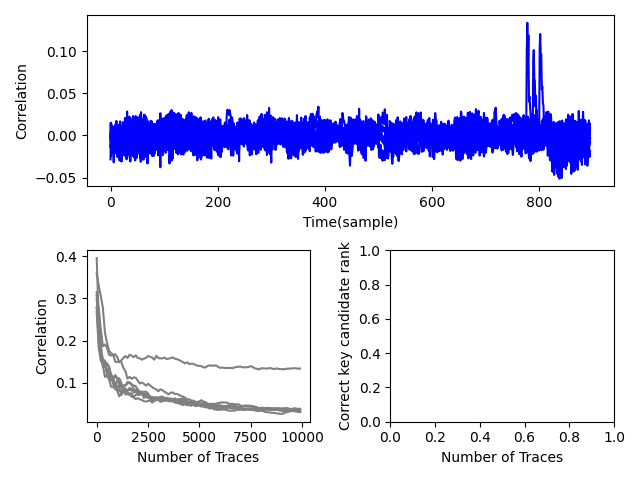 0.10
0.05
0.00
−0.05
Correlation
0 200 400 600 800
Time(sample)
0.4
0.3
0.2
0.1
Correlation
0 2500 5000 7500 10000
Number of Traces
1.0
0.8
0.6
0.4
0.2
0.0
Correct key candidate rank
0.0 0.2 0.4 0.6 0.8 1.0
Number of Traces